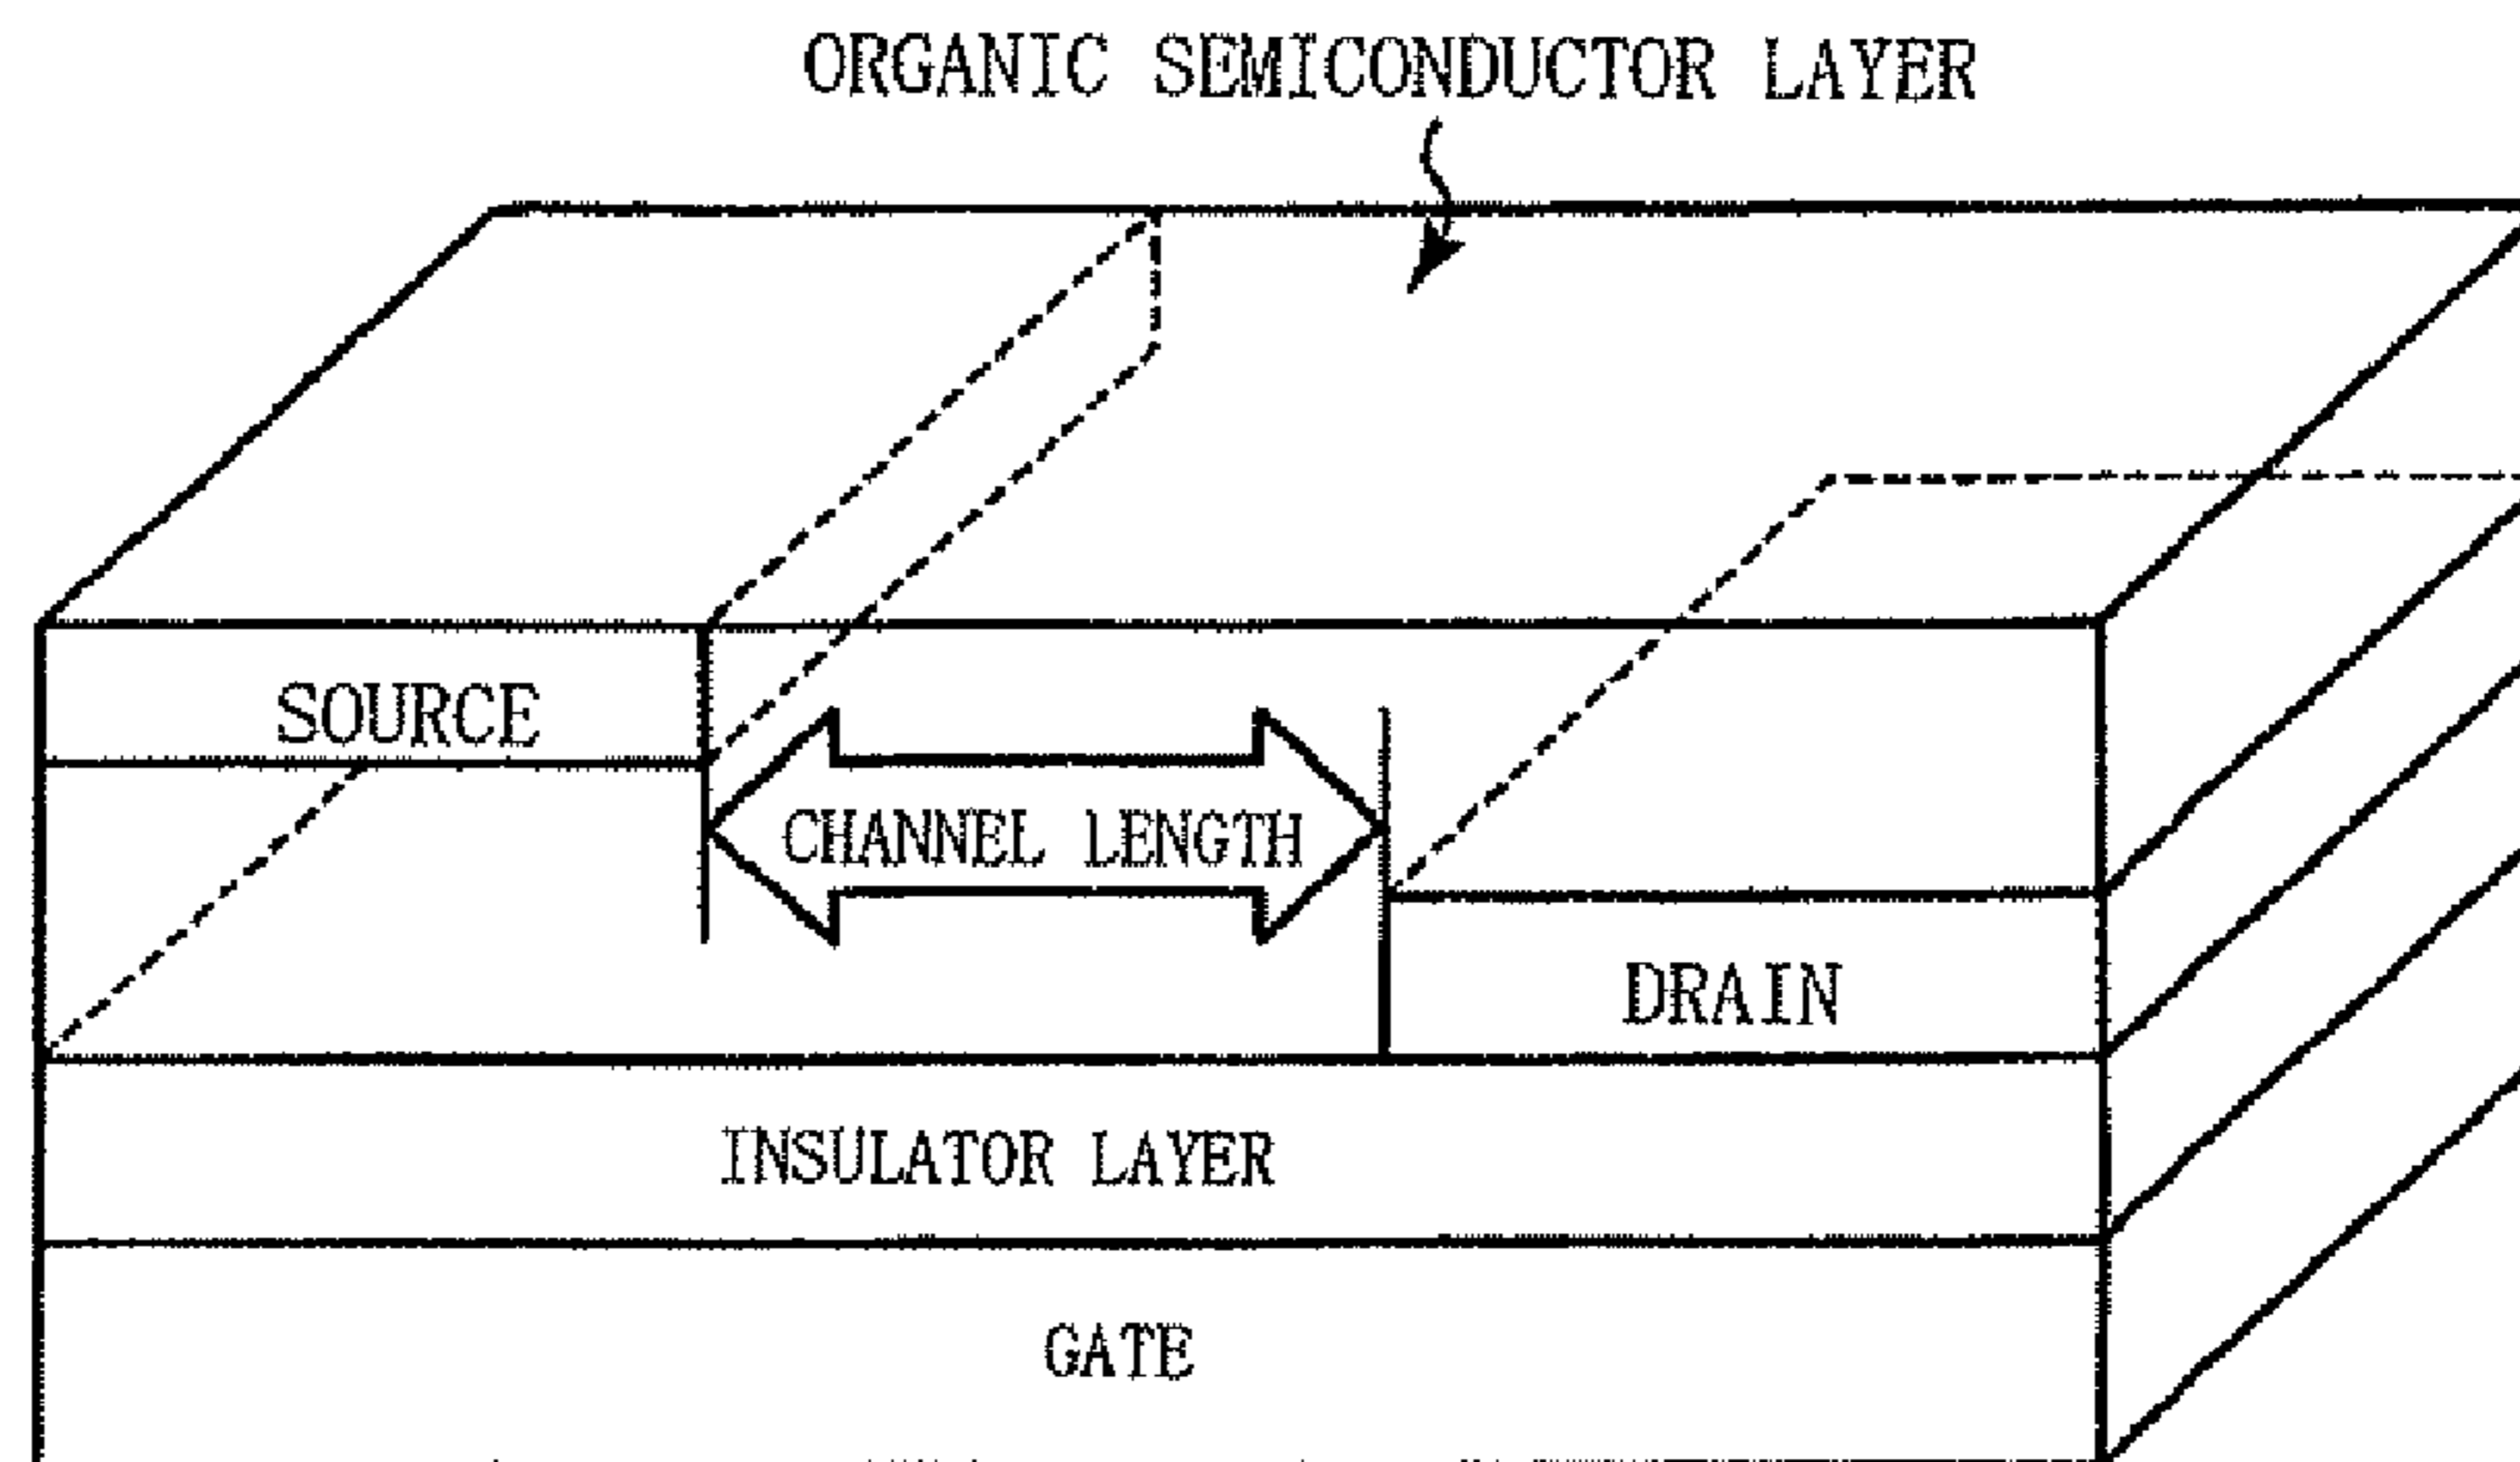 ORGANIC SEMICONDUCTOR LAYER
SOURCE
CHANNEL LENGTH
DRAIN
INSULATOR LAYER
GATE